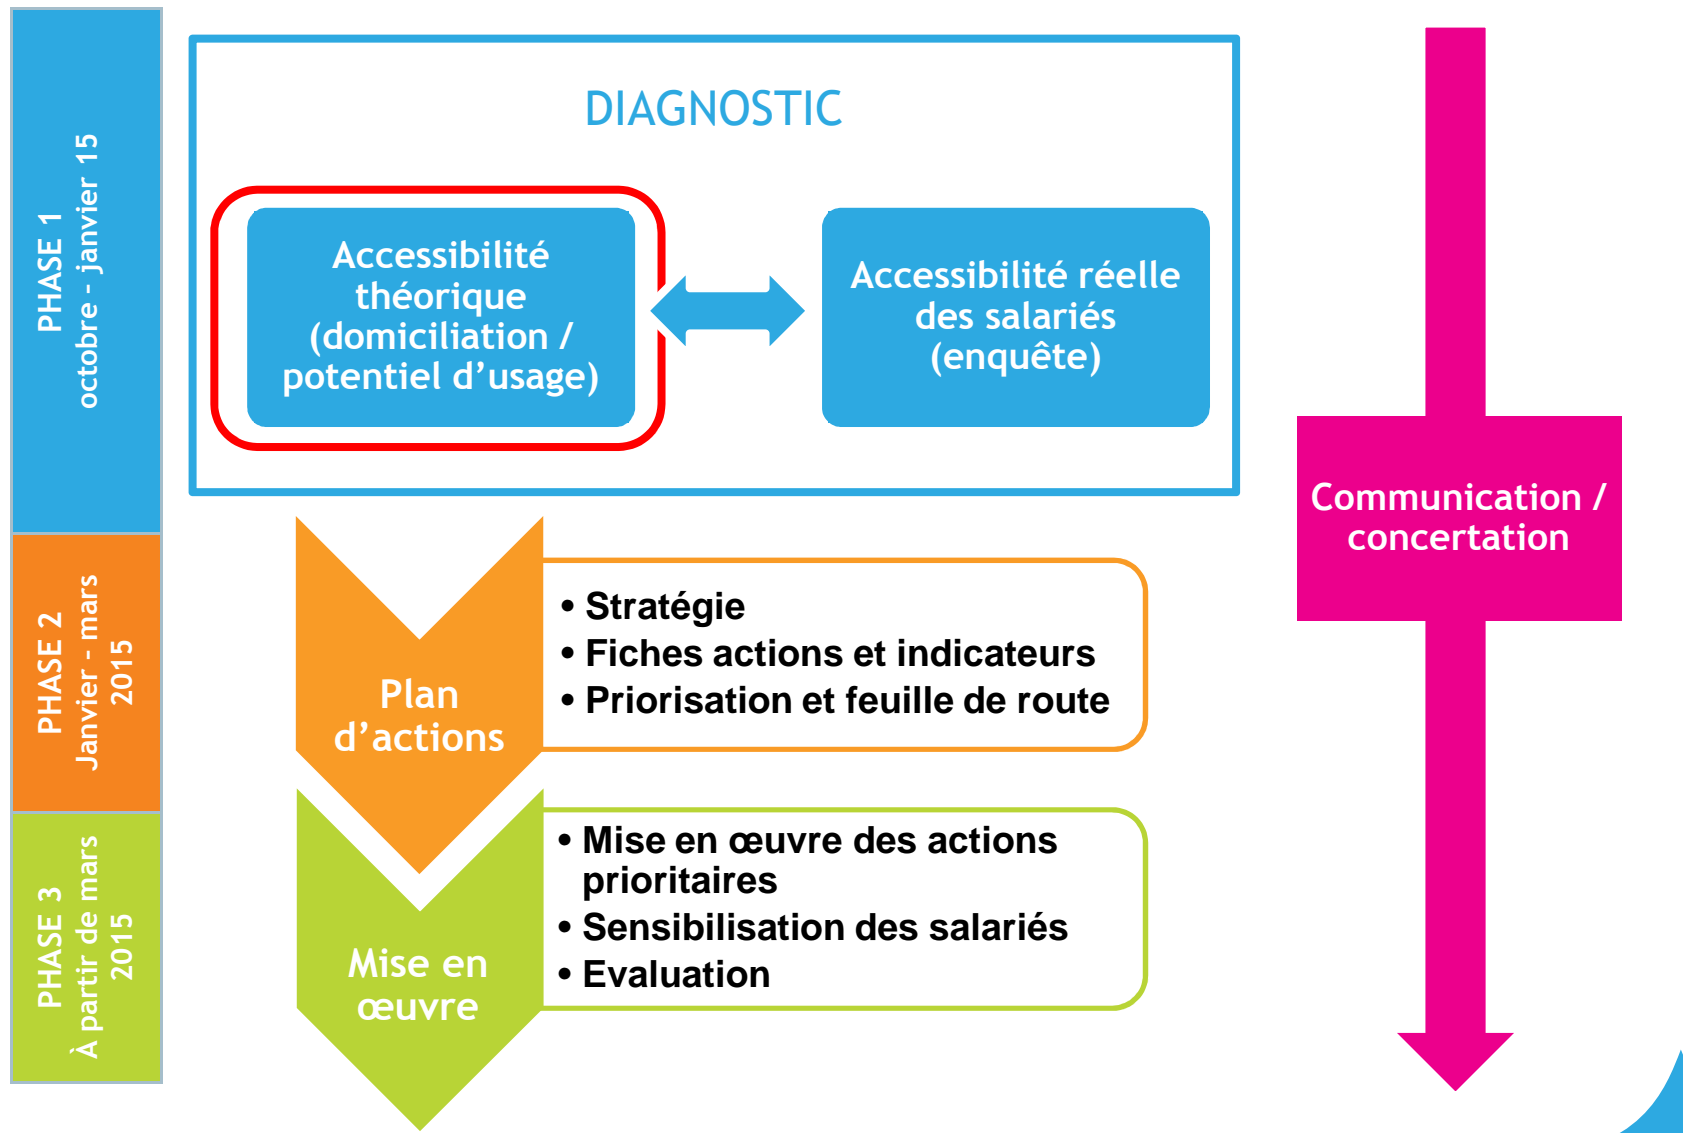 PHASE 1
octobre – janvier 15
DIAGNOSTIC
Accessibilité
théorique
(domiciliation /
potentiel d’usage)
Accessibilité réelle
des salariés
(enquête)
Communication /
concertation
PHASE 2
Janvier – mars
2015
Plan
d’actions
• Stratégie
• Fiches actions et indicateurs
• Priorisation et feuille de route
PHASE 3
À partir de mars
2015
Mise en
œuvre
• Mise en œuvre des actions
prioritaires
• Sensibilisation des salariés
• Evaluation